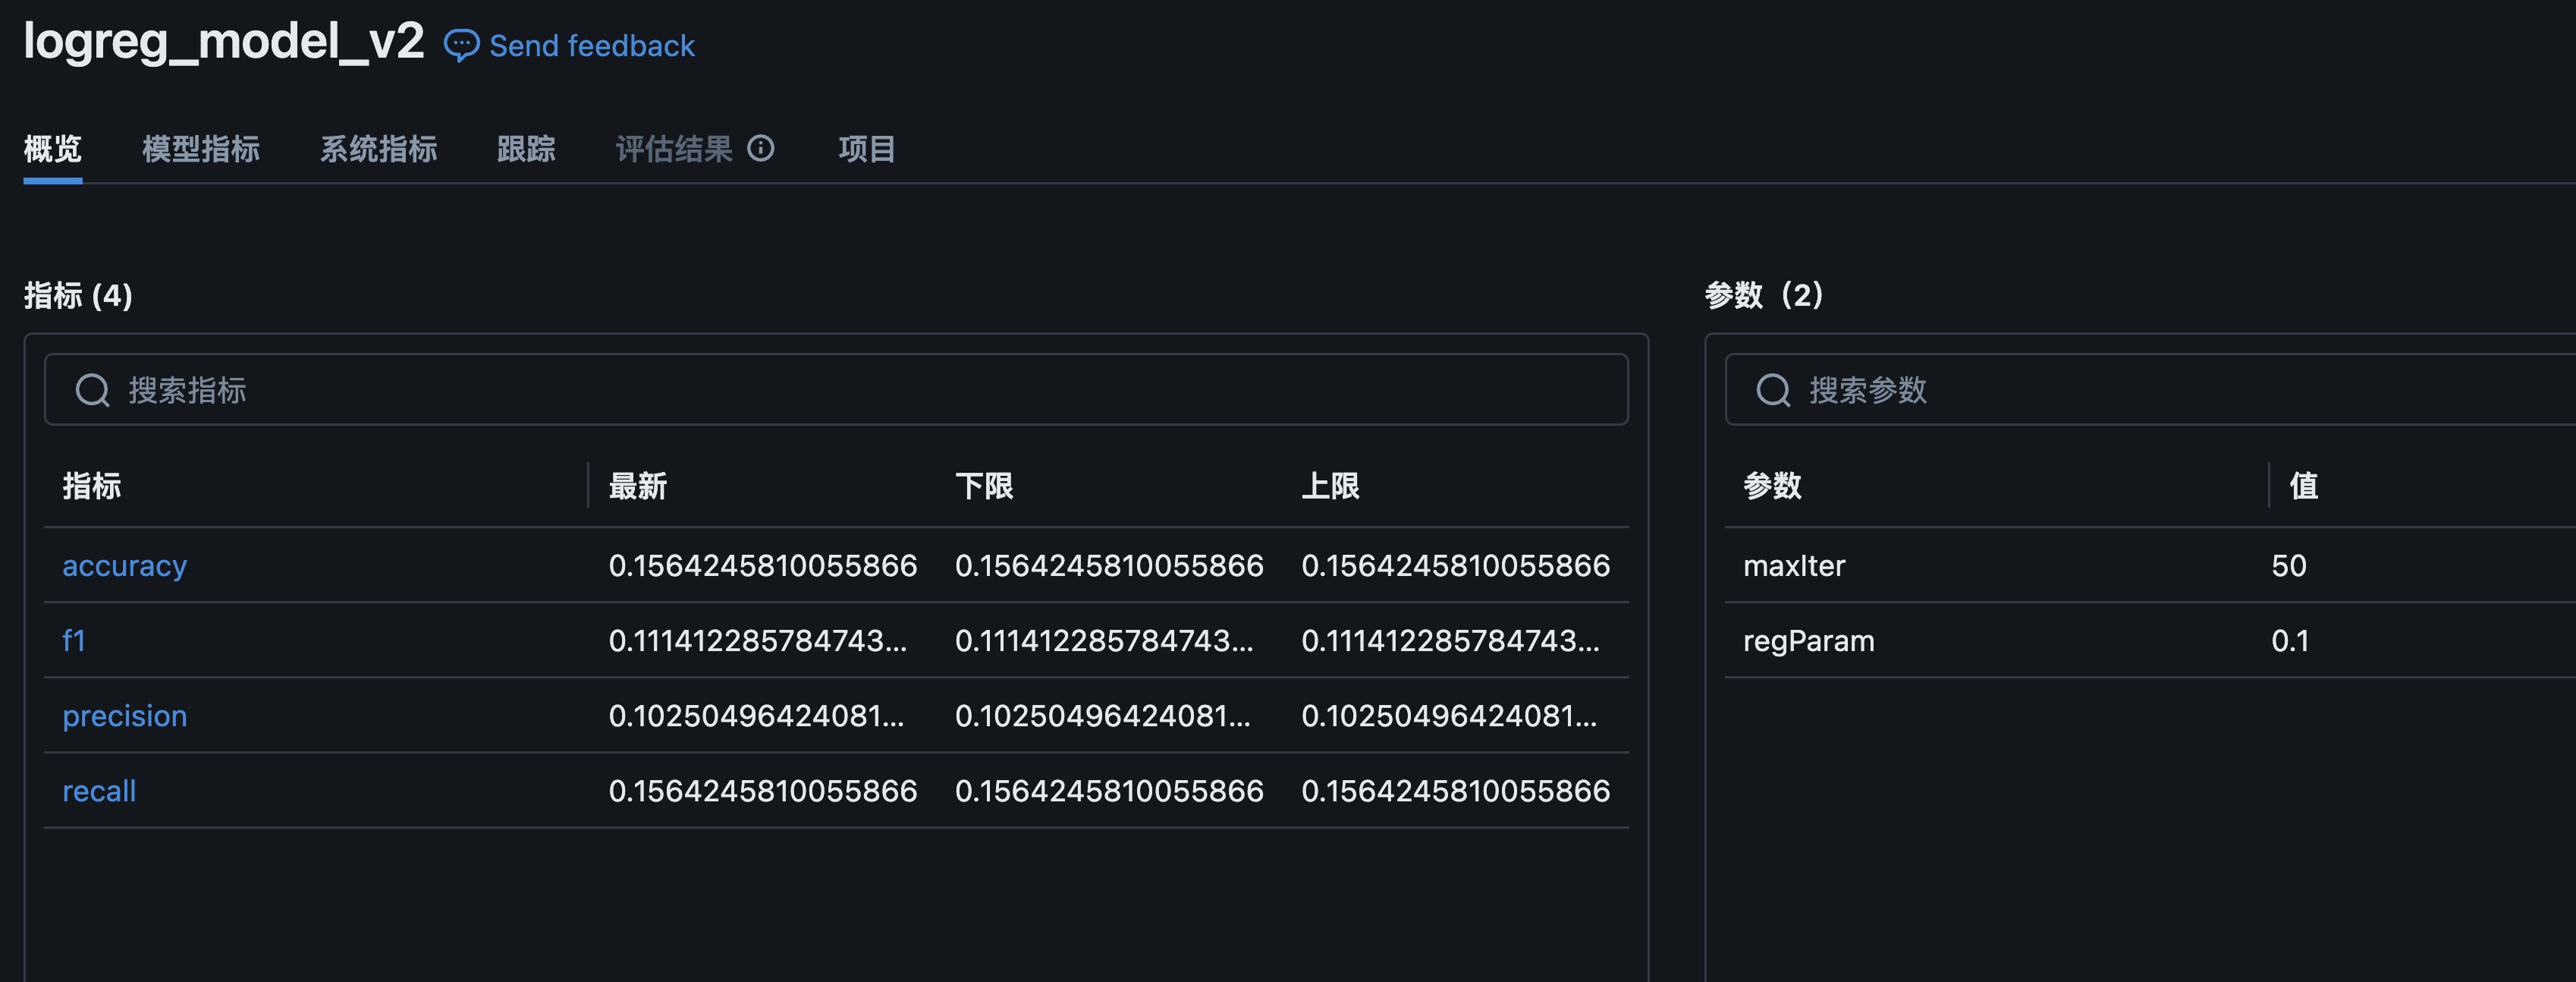 logreg_model_v2 Send feedback
概览 模型指标 系统指标 跟踪 评估结果 项目
指标 (4)
搜索指标
指标 最新 下限 上限
accuracy 0.1564245810055866 0.1564245810055866 0.1564245810055866
f1 0.111412285784743... 0.111412285784743... 0.111412285784743...
precision 0.10250496424081... 0.10250496424081... 0.10250496424081...
recall 0.1564245810055866 0.1564245810055866 0.1564245810055866
参数（2）
搜索参数
参数 值
maxIter 50
regParam 0.1